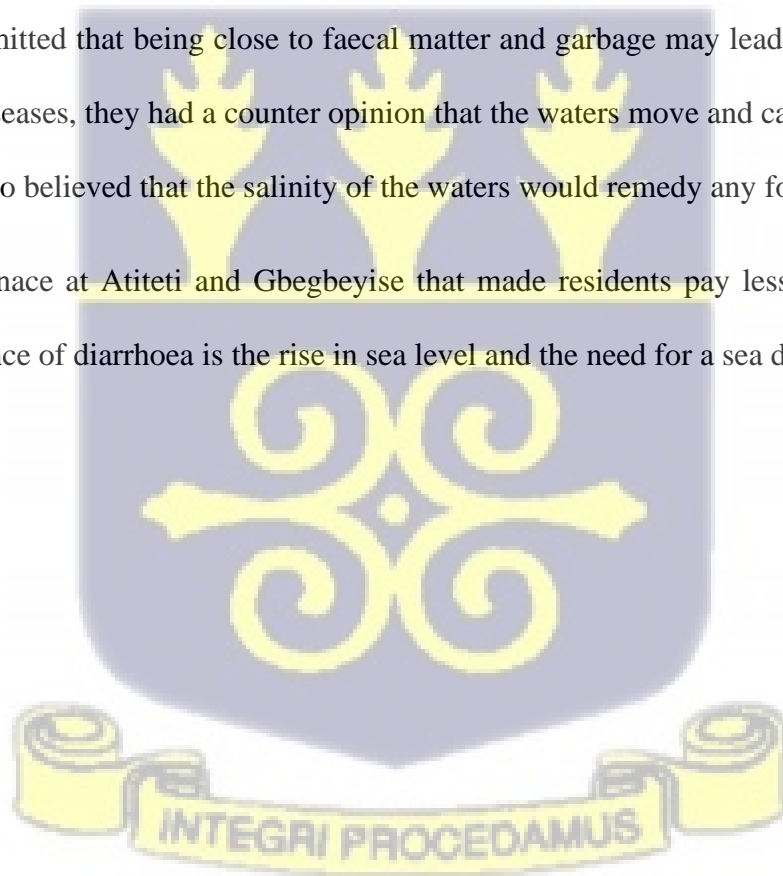 mitted that being close to faecal matter and garbage may lead
seases, they had a counter opinion that the waters move and ca
o believed that the salinity of the waters would remedy any fo
nace at Atiteti and Gbegbeyise that made residents pay less
nce of diarrhoea is the rise in sea level and the need for a sea d
INTEGRI PROCEDAMUS